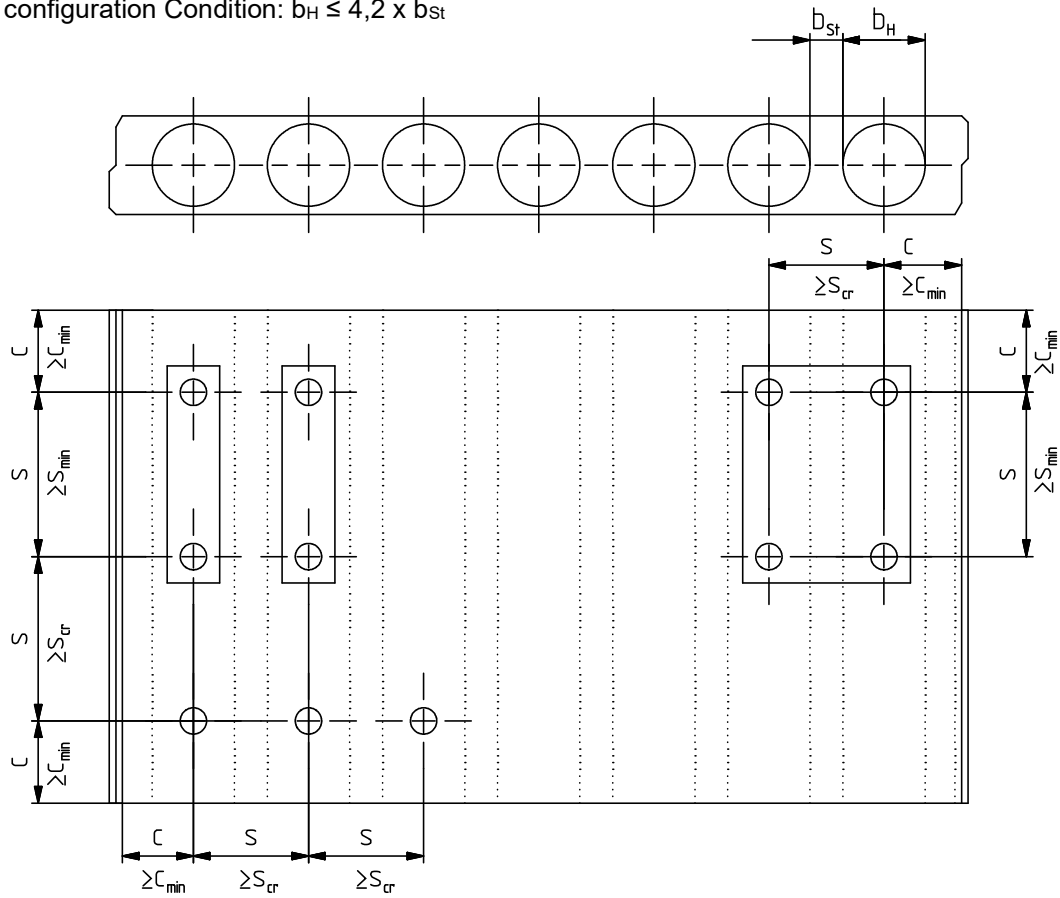 configuration Condition: bH ≤ 4,2 x bSt
bSt bH
S C
≥Scr ≥Cmin
C ≥Cmin
C ≥Cmin
S ≥Smin
S ≥Smin
S ≥Scr
C ≥Cmin
C S S
≥Cmin ≥Scr ≥Scr